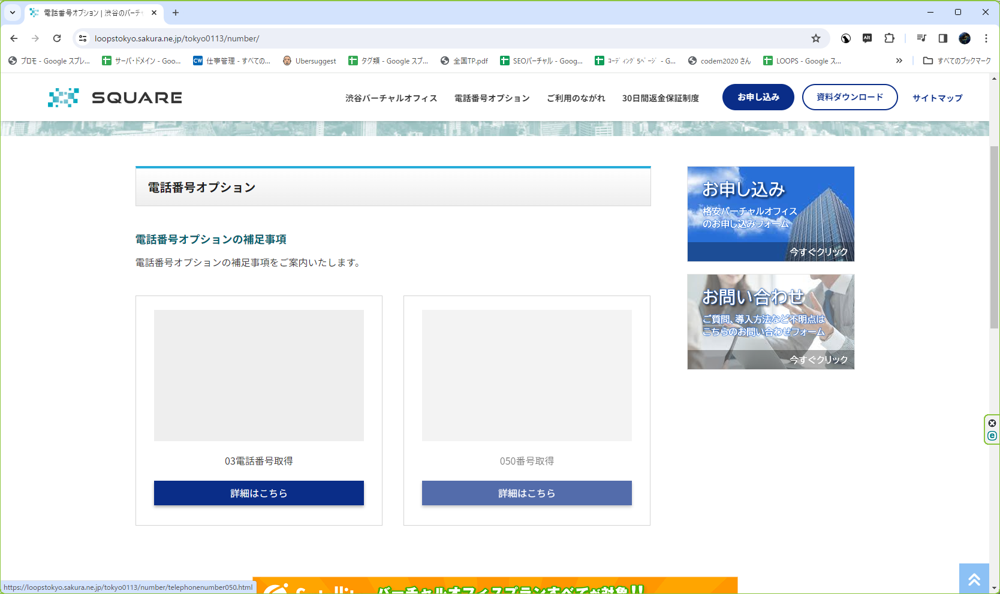 電話番号オプション | 渋谷のバーチャ
loopstokyo.sakura.ne.jp/tokyo0113/number/
プロモ - Google スプレ...
サーバ・ドメイン - Goo...
CW
仕事管理 - すべての...
Ubersuggest
タグ類 - Google スプ...
全国TP.pdf
SEOバーチャル - Goog...
コーディング 5ページ - G...
codem2020 さん
LOOPS - Google ス...
すべてのブックマーク
SQUARE
渋谷バーチャルオフィス
電話番号オプション
ご利用のながれ
30日間返金保証制度
お申し込み
資料ダウンロード
サイトマップ
電話番号オプション
電話番号オプションの補足事項
電話番号オプションの補足事項をご案内いたします。
03電話番号取得
詳細はこちら
050番号取得
詳細はこちら
お申し込み
格安バーチャルオフィス
のお申し込みフォーム
今すぐクリック
お問い合わせ
ご質問、導入方法など不明点は
こちらのお問い合わせフォーム
今すぐクリック
バーチャルオフィスプランすべてが対象!!
https://loopstokyo.sakura.ne.jp/tokyo0113/number/telephonenumber050.html